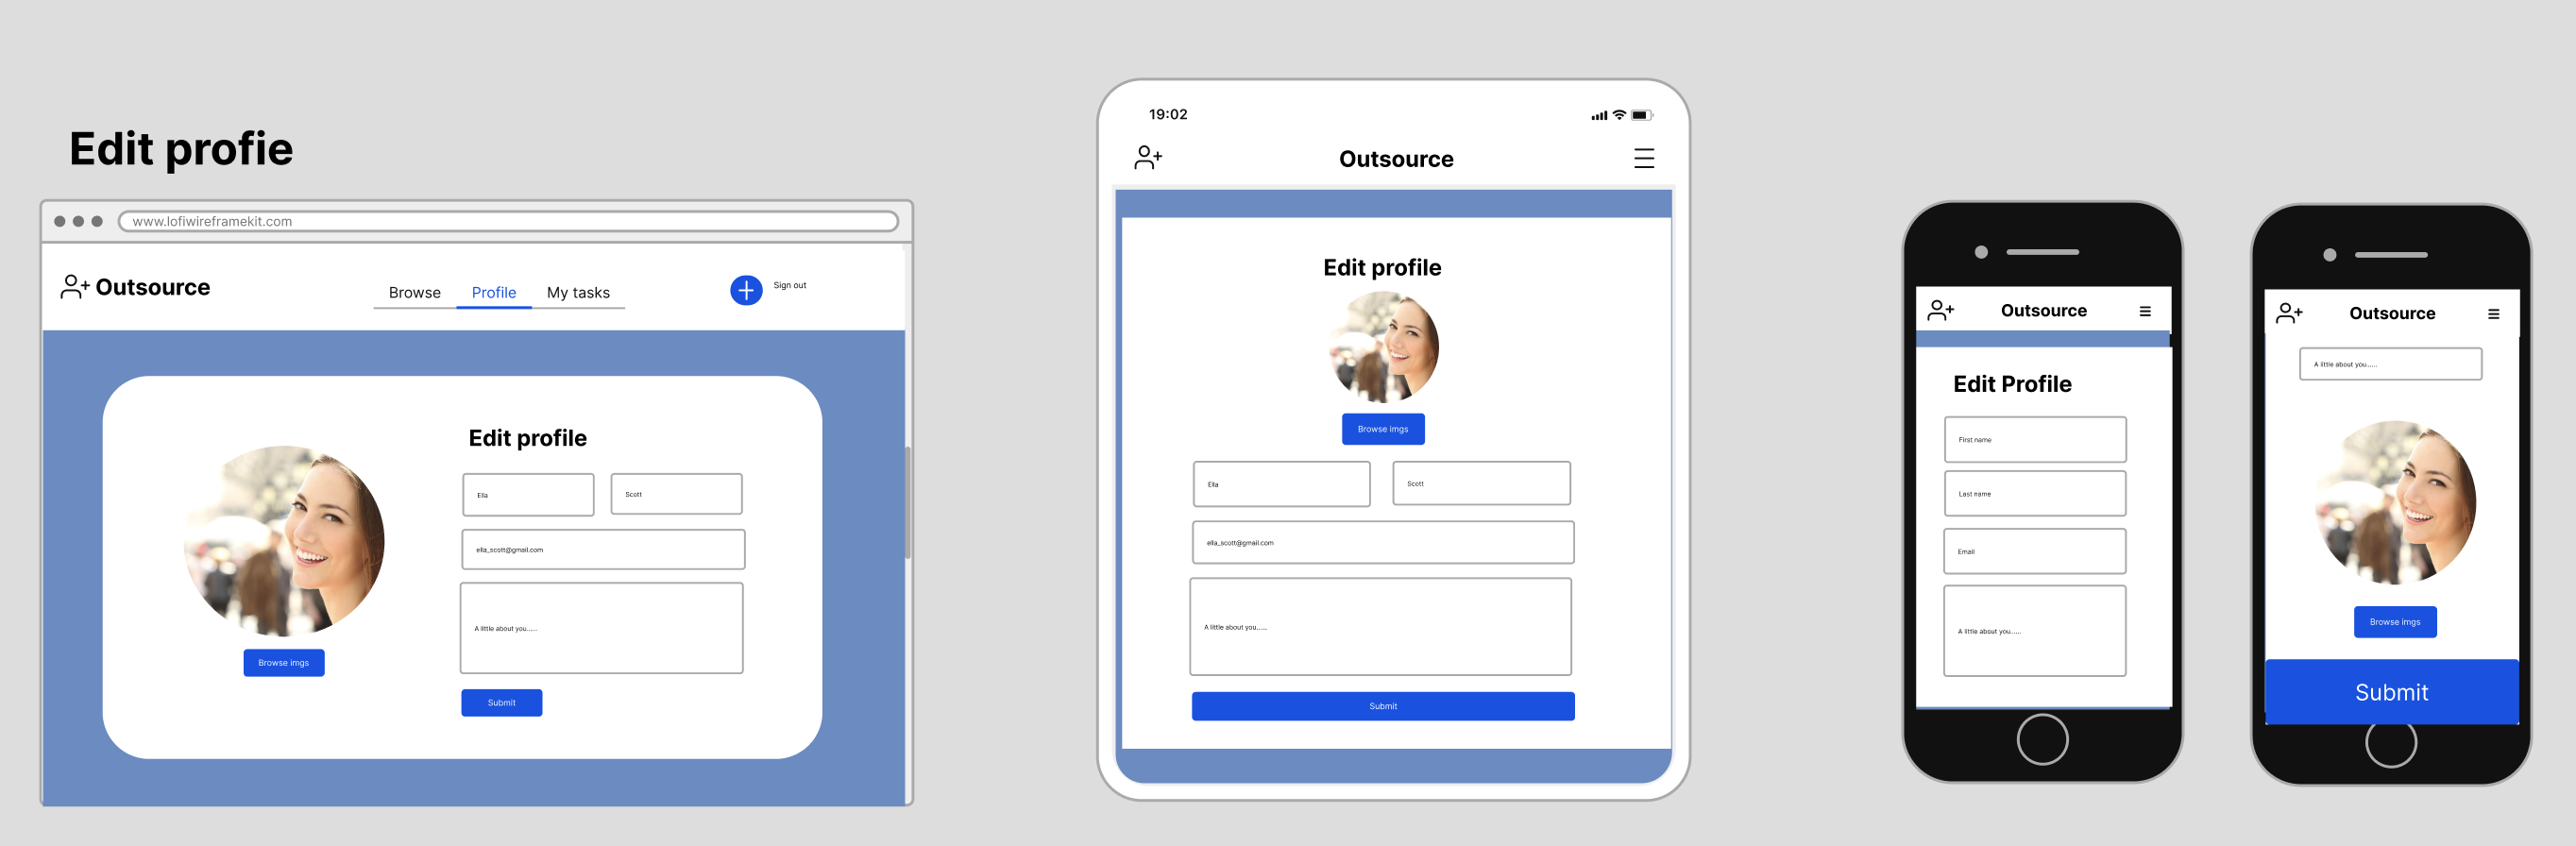 Edit profie
www.lofiwireframekit.com
Outsource
Browse Profile My tasks
Sign out
Edit profile
Ella Scott
ella_scott@gmail.com
A little about you......
Browse imgs
Submit
19:02
Outsource
Edit profile
Browse imgs
Ella Scott
ella_scott@gmail.com
A little about you......
Submit
Outsource
Edit Profile
First name
Last name
Email
A little about you......
Outsource
A little about you......
Browse imgs
Submit